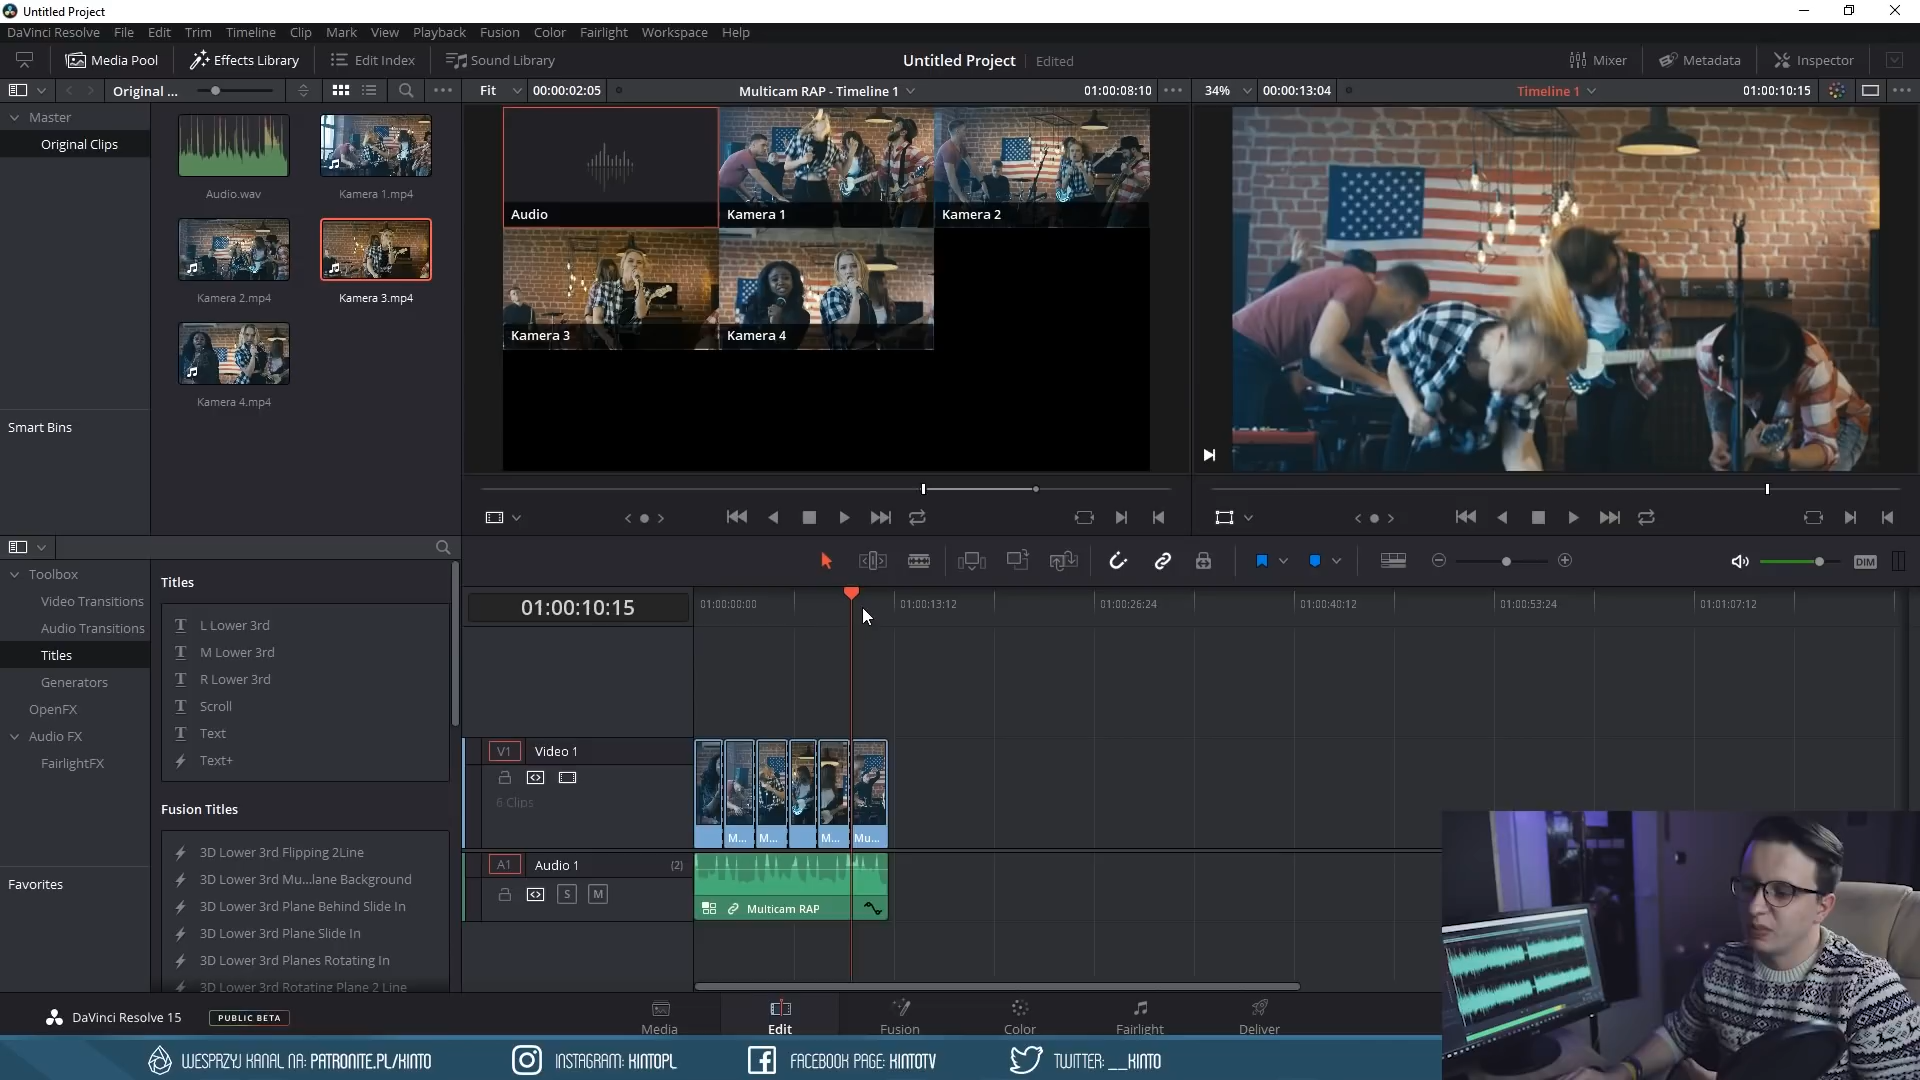 Untitled Project
DaVinci Resolve File Edit Trim Timeline Clip Mark View Playback Fusion Color Fairlight Workspace Help
Media Pool Effects Library Edit Index Sound Library Untitled Project Edited Mixer Metadata Inspector
Original ... Fit 00:00:02:05 Multicam RAP - Timeline 1 01:00:08:10 34% 00:00:13:04 Timeline 1 01:00:10:15
Master
Original Clips
Audio.wav Kamera 1.mp4
Kamera 2.mp4 Kamera 3.mp4
Kamera 4.mp4
Smart Bins
Audio Kamera 1 Kamera 2
Kamera 3 Kamera 4
DIM
Toolbox
Video Transitions
Audio Transitions
Titles
Generators
OpenFX
Audio FX
FairlightFX
Favorites
Titles
L Lower 3rd
M Lower 3rd
R Lower 3rd
Scroll
Text
Text+
Fusion Titles
3D Lower 3rd Flipping 2Line
3D Lower 3rd Mu...lane Background
3D Lower 3rd Plane Behind Slide In
3D Lower 3rd Plane Slide In
3D Lower 3rd Planes Rotating In
3D Lower 3rd Rotating Plane 2 Line
01:00:10:15 01:00:00:00 01:00:13:12 01:00:26:24 01:00:40:12 01:00:53:24 01:01:07:12
V1 Video 1
6 Clips
M... M... M... Mu...
A1 Audio 1 (2)
S M
Multicam RAP
DaVinci Resolve 15 PUBLIC BETA
Media Edit Fusion Color Fairlight Deliver
WESPRZYJ KANAŁ NA: PATRONITE.PL/KINTO INSTAGRAM: KINTOPL FACEBOOK PAGE: KINTOTV TWITTER: __KINTO